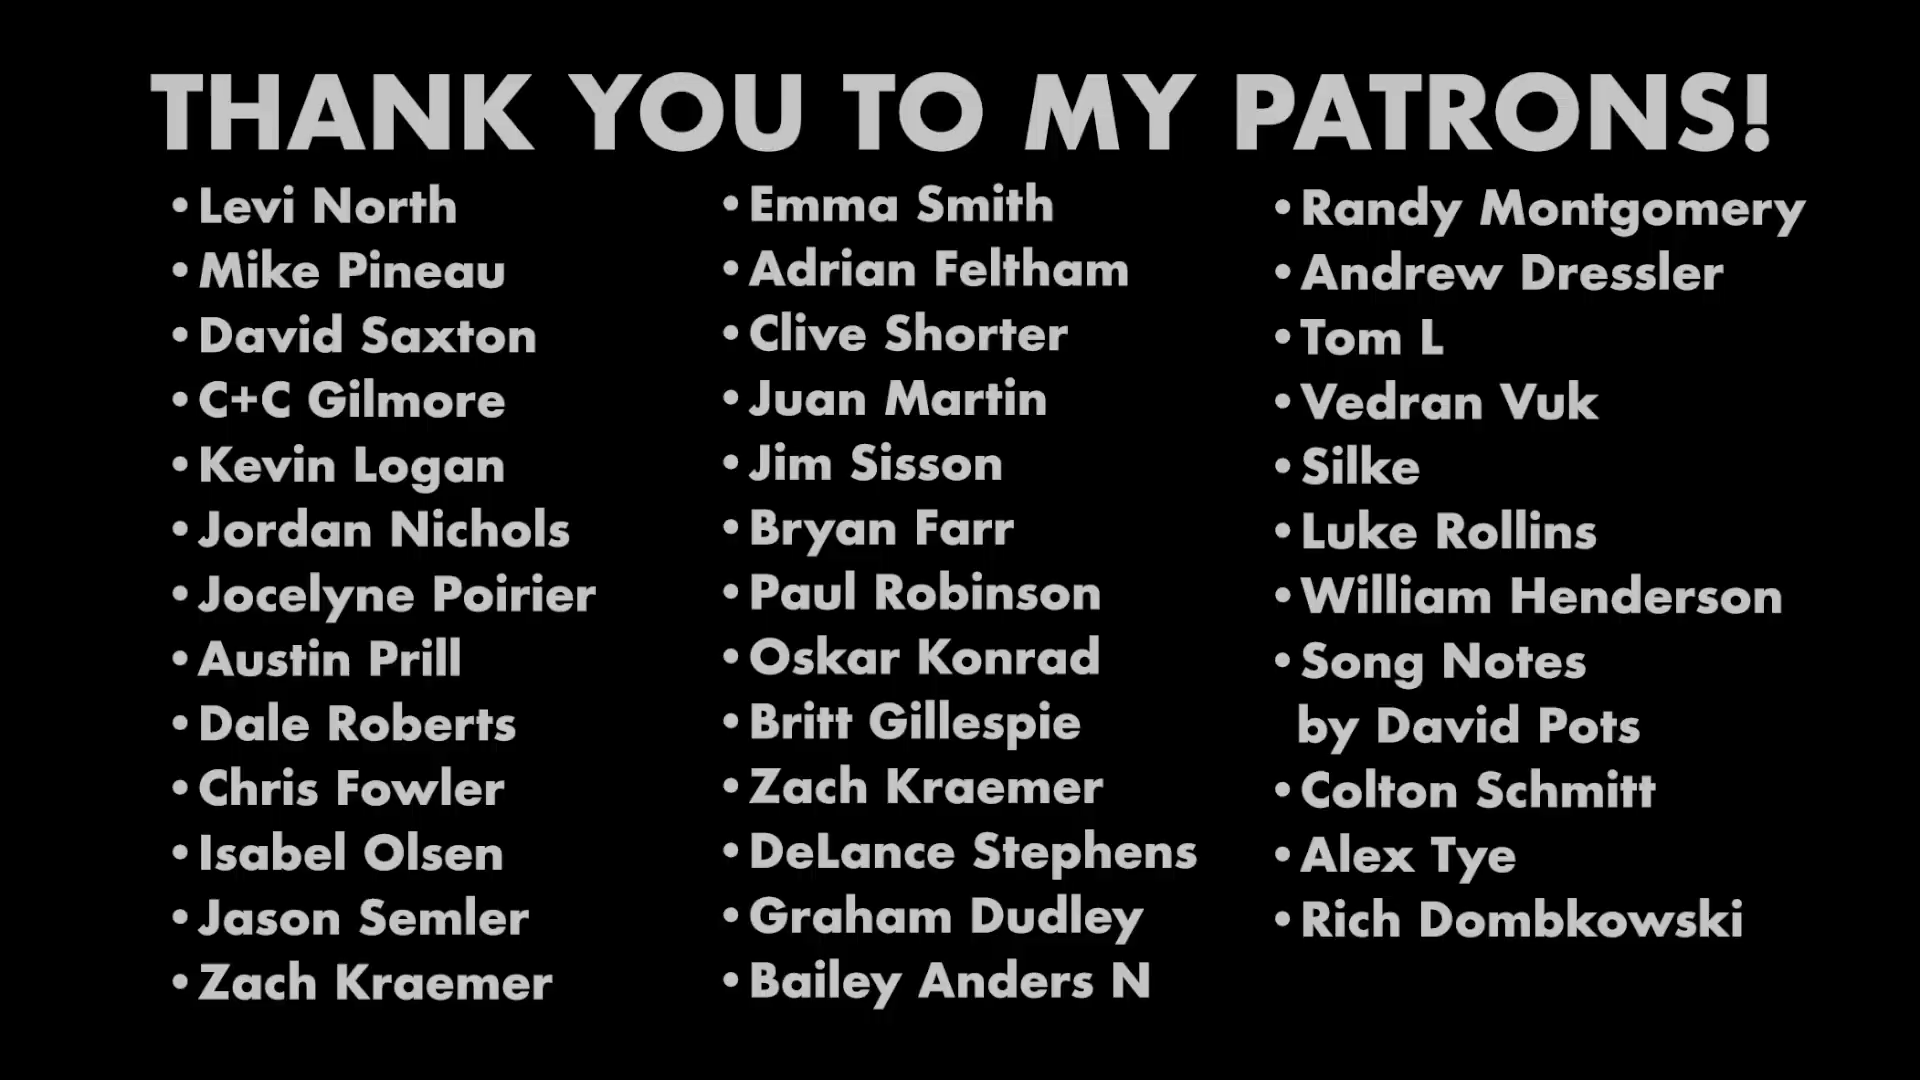 THANK YOU TO MY PATRONS!
•Levi North
•Mike Pineau
•David Saxton
•C+C Gilmore
•Kevin Logan
•Jordan Nichols
•Jocelyne Poirier
•Austin Prill
•Dale Roberts
•Chris Fowler
•Isabel Olsen
•Jason Semler
•Zach Kraemer
•Emma Smith
•Adrian Feltham
•Clive Shorter
•Juan Martin
•Jim Sisson
•Bryan Farr
•Paul Robinson
•Oskar Konrad
•Britt Gillespie
•Zach Kraemer
•DeLance Stephens
•Graham Dudley
•Bailey Anders N
•Randy Montgomery
•Andrew Dressler
•Tom L
•Vedran Vuk
•Silke
•Luke Rollins
•William Henderson
•Song Notes
by David Pots
•Colton Schmitt
•Alex Tye
•Rich Dombkowski